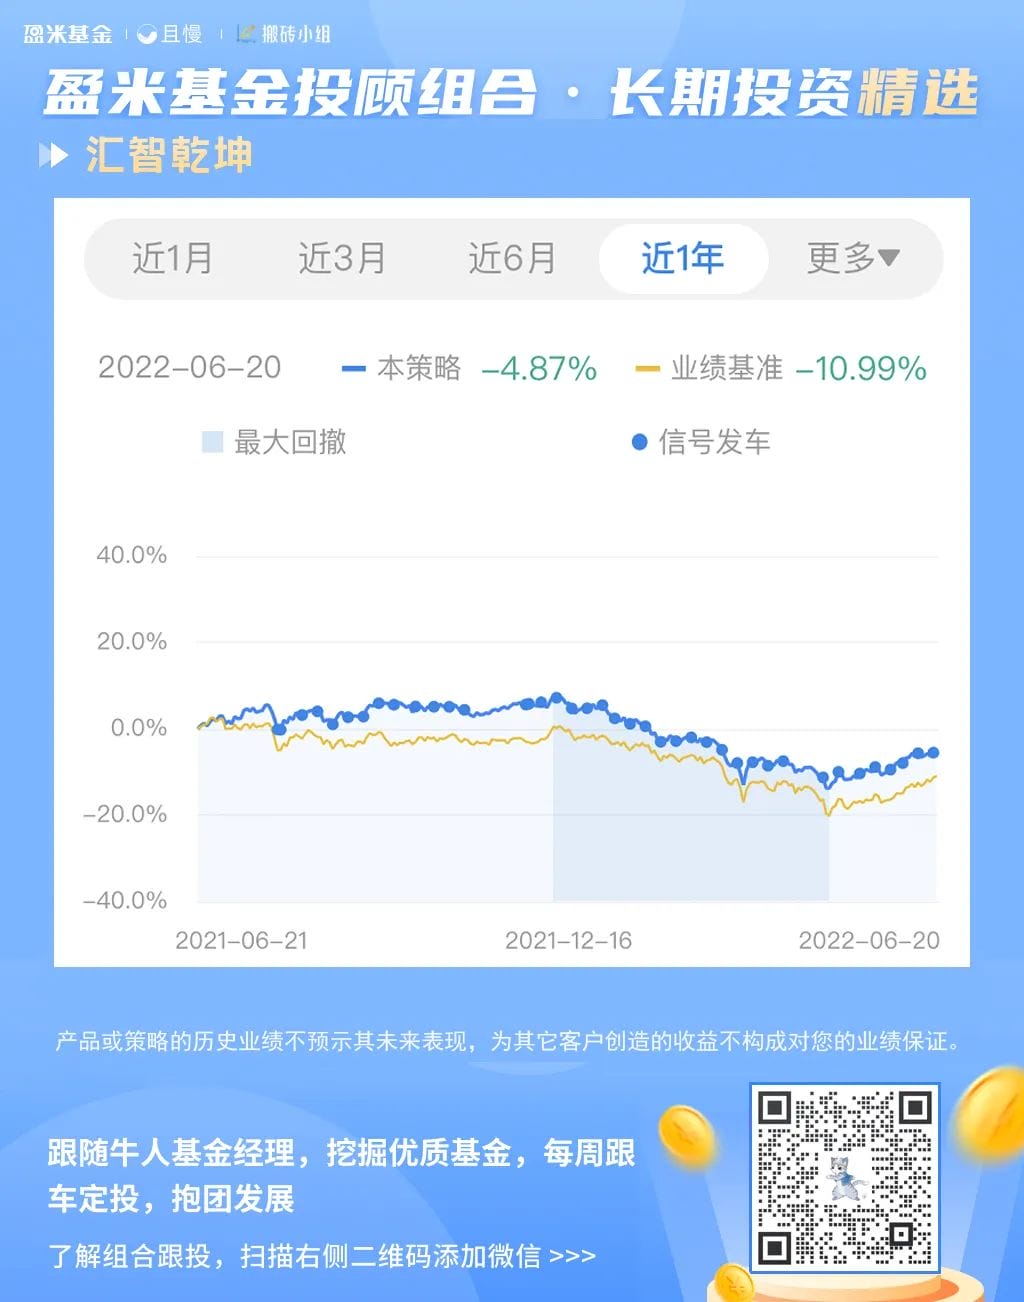 盈米基金 | 且慢 | 搬砖小组
盈米基金投顾组合·长期投资精选
汇智乾坤
近1月 近3月 近6月 近1年 更多▼
2022-06-20 本策略 -4.87% 业绩基准 -10.99%
最大回撤 信号发车
40.0%
20.0%
0.0%
-20.0%
-40.0%
2021-06-21 2021-12-16 2022-06-20
产品或策略的历史业绩不预示其未来表现，为其它客户创造的收益不构成对您的业绩保证。
跟随牛人基金经理，挖掘优质基金，每周跟
车定投，抱团发展
了解组合跟投，扫描右侧二维码添加微信 >>>